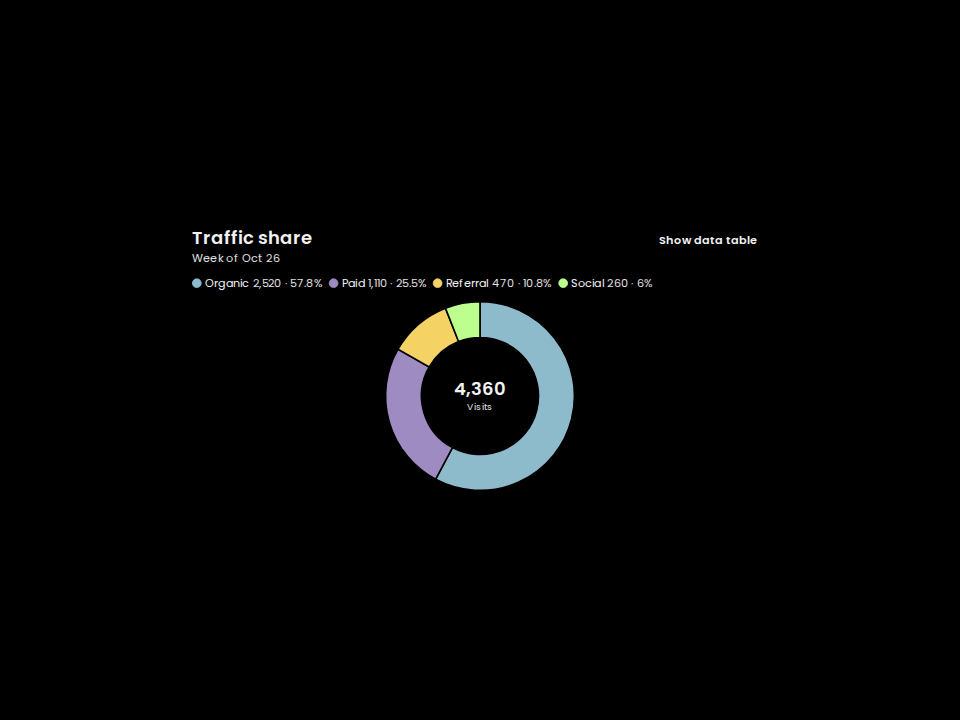 Traffic share
Show data table
Week of Oct 26
Organic 2,520 · 57.8% Paid 1,110 · 25.5% Referral 470 · 10.8% Social 260 · 6%
4,360
Visits